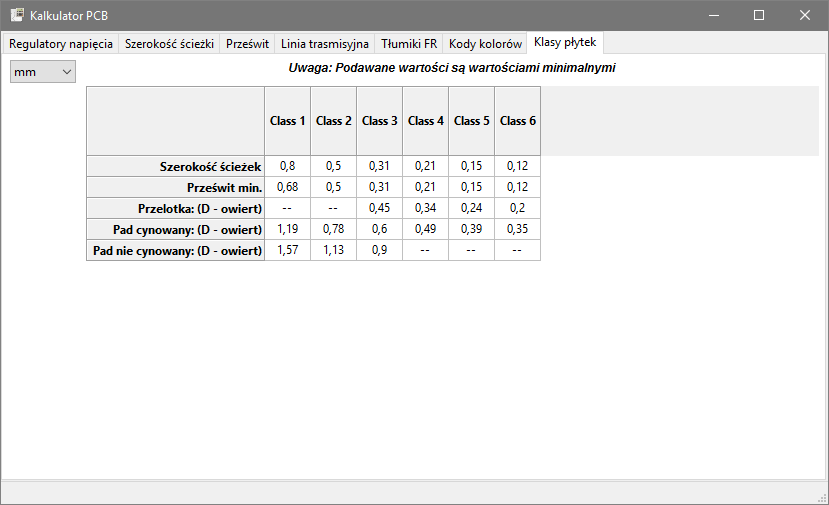 Kalkulator PCB
Regulatory napięcia Szerokość ścieżki Prześwit Linia trasmisyjna Tłumiki FR Kody kolorów Klasy płytek
mm
Uwaga: Podawane wartości są wartościami minimalnymi
Class 1 Class 2 Class 3 Class 4 Class 5 Class 6
Szerokość ścieżek 0,8 0,5 0,31 0,21 0,15 0,12
Prześwit min. 0,68 0,5 0,31 0,21 0,15 0,12
Przelotka: (D - owiert) -- -- 0,45 0,34 0,24 0,2
Pad cynowany: (D - owiert) 1,19 0,78 0,6 0,49 0,39 0,35
Pad nie cynowany: (D - owiert) 1,57 1,13 0,9 -- -- --